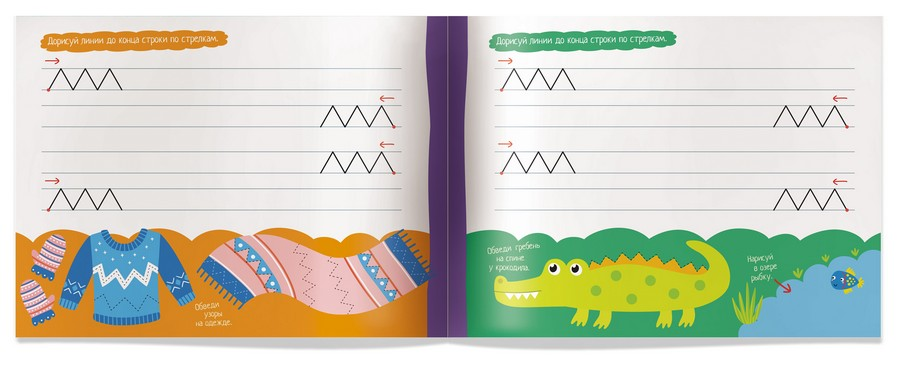 Дорисуй линии до конца строки по стрелкам.
Обведи
узоры
на одежде.
Дорисуй линии до конца строки по стрелкам.
Обведи гребень
на спине
у крокодила.
Нарисуй
в озере
рыбку.